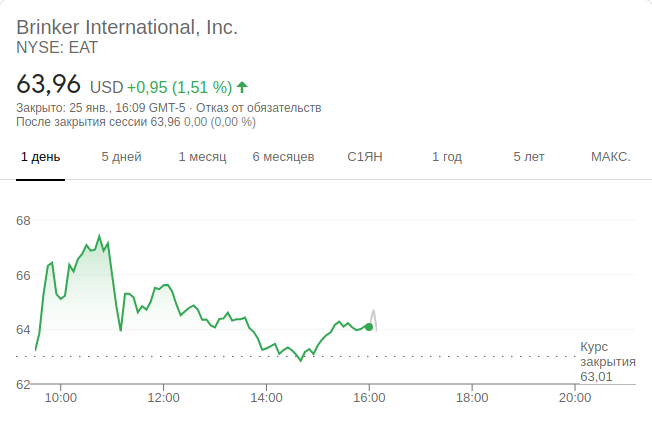 Brinker International, Inc.
NYSE: EAT
63,96 USD +0,95 (1,51 %)
Закрыто: 25 янв., 16:09 GMT-5 · Отказ от обязательств
После закрытия сессии 63,96 0,00 (0,00 %)
1 день 5 дней 1 месяц 6 месяцев С1ЯН 1 год 5 лет МАКС.
68
66
64
Курс
закрытия
63,01
62
10:00 12:00 14:00 16:00 18:00 20:00